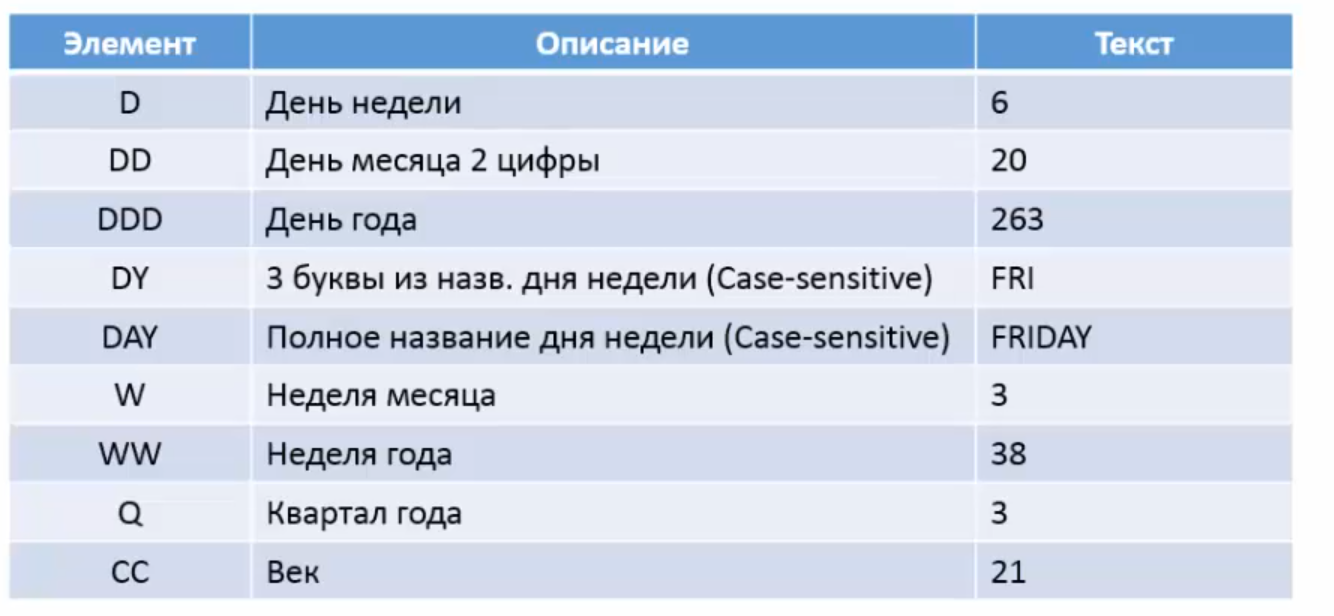 Элемент Описание Текст
D День недели 6
DD День месяца 2 цифры 20
DDD День года 263
DY 3 буквы из назв. дня недели (Case-sensitive) FRI
DAY Полное название дня недели (Case-sensitive) FRIDAY
W Неделя месяца 3
WW Неделя года 38
Q Квартал года 3
CC Век 21